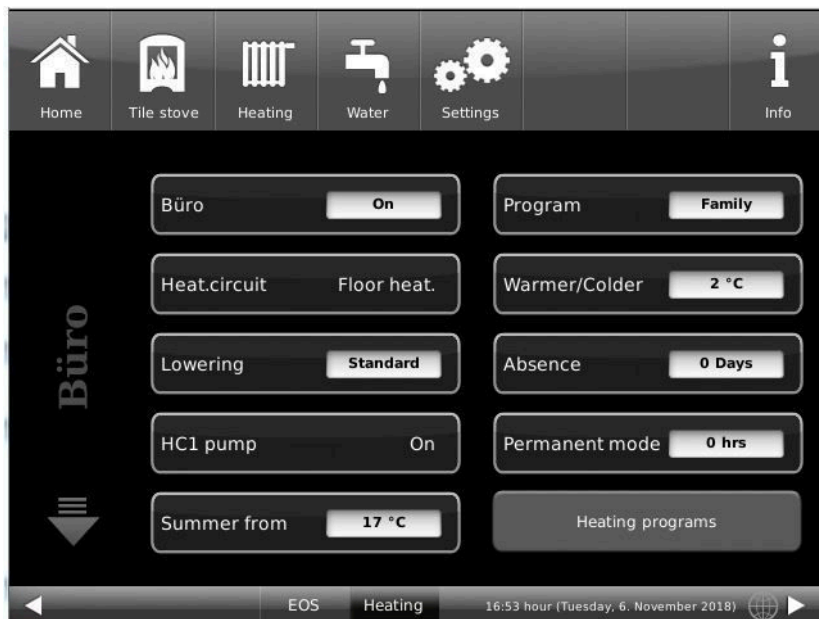 Home Tile stove Heating Water Settings Info
Büro
Büro On
Heat.circuit Floor heat.
Lowering Standard
HC1 pump On
Summer from 17 °C
Program Family
Warmer/Colder 2 °C
Absence 0 Days
Permanent mode 0 hrs
Heating programs
EOS Heating 16:53 hour (Tuesday, 6. November 2018)